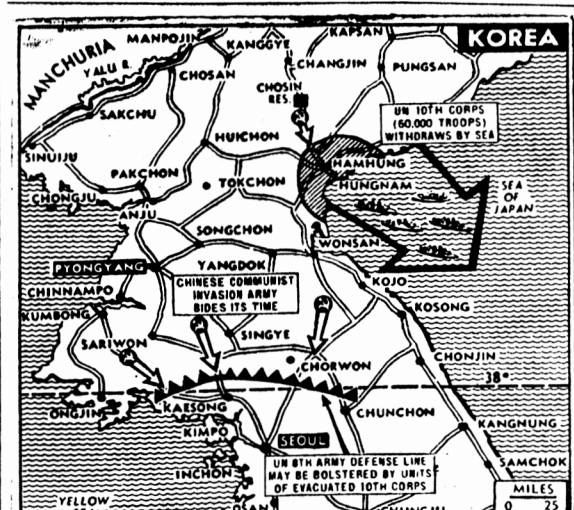 KOREA
MANCHURIA
YALU R.
MANPOJIN
KANGGYE
KAPSAN
CHOSAN
CHANGJIN
PUNGSAN
CHOSIN
RES.
SAKCHU
UN 10TH CORPS
(60,000 TROOPS)
WITHDRAWS BY SEA
SINUIJU
HUICHON
HAMHUNG
PAKCHON
TOKCHON
HUNGNAM
CHONGJU
ANJU
SEA
OF
JAPAN
SONGCHON
WONSAN
PYONGYANG
YANGDOK
KOJO
CHINNAMPO
CHINESE COMMUNIST
INVASION ARMY
BIDES ITS TIME
KOSONG
KUMBONG
SINGYE
SARIWON
CHONJIN
CHORWON
38°
ONGJIN
KAESONG
CHUNCHON
KIMPO
KANGNUNG
SEOUL
INCHON
UN 8TH ARMY DEFENSE LINE
MAY BE BOLSTERED BY UNITS
OF EVACUATED 10TH CORPS
SAMCHOK
YELLOW
OSAN
MILES
0 25